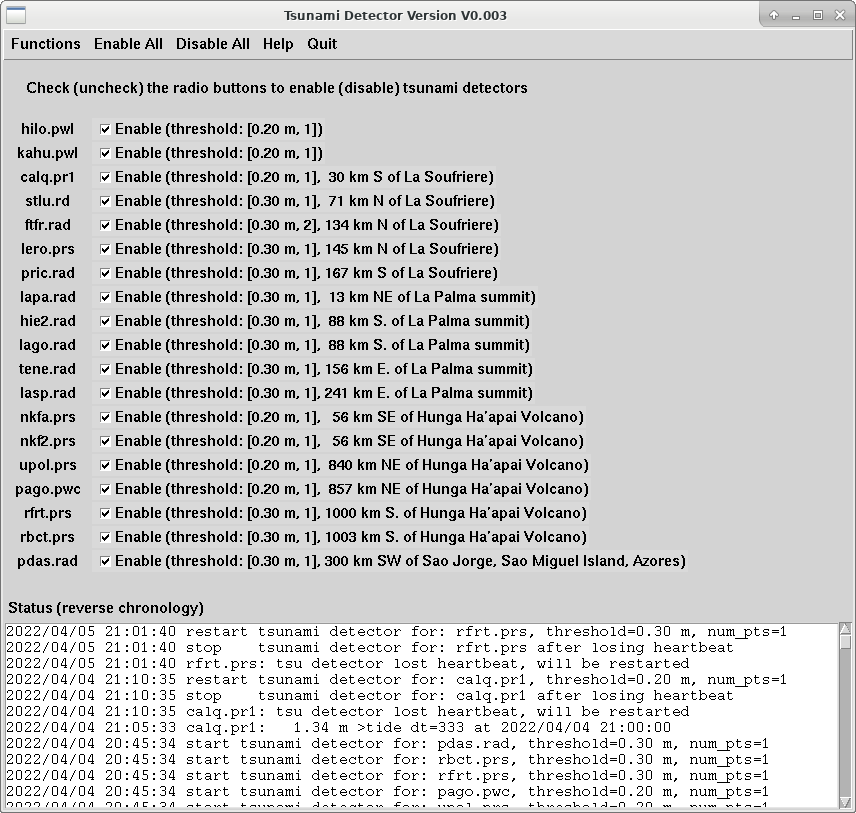 Tsunami Detector Version V0.003
Functions Enable All Disable All Help Quit
Check (uncheck) the radio buttons to enable (disable) tsunami detectors
hilo.pwl Enable (threshold: [0.20 m, 1])
kahu.pwl Enable (threshold: [0.20 m, 1])
calq.pr1 Enable (threshold: [0.20 m, 1], 30 km S of La Soufriere)
stlu.rd Enable (threshold: [0.30 m, 1], 71 km N of La Soufriere)
ftfr.rad Enable (threshold: [0.30 m, 2], 134 km N of La Soufriere)
lero.prs Enable (threshold: [0.30 m, 1], 145 km N of La Soufriere)
pric.rad Enable (threshold: [0.30 m, 1], 167 km S of La Soufriere)
lapa.rad Enable (threshold: [0.30 m, 1], 13 km NE of La Palma summit)
hie2.rad Enable (threshold: [0.30 m, 1], 88 km S. of La Palma summit)
lago.rad Enable (threshold: [0.30 m, 1], 88 km S. of La Palma summit)
tene.rad Enable (threshold: [0.30 m, 1], 156 km E. of La Palma summit)
lasp.rad Enable (threshold: [0.30 m, 1], 241 km E. of La Palma summit)
nkfa.prs Enable (threshold: [0.20 m, 1], 56 km SE of Hunga Ha'apai Volcano)
nkf2.prs Enable (threshold: [0.20 m, 1], 56 km SE of Hunga Ha'apai Volcano)
upol.prs Enable (threshold: [0.20 m, 1], 840 km NE of Hunga Ha'apai Volcano)
pago.pwc Enable (threshold: [0.20 m, 1], 857 km NE of Hunga Ha'apai Volcano)
rfrt.prs Enable (threshold: [0.30 m, 1], 1000 km S. of Hunga Ha'apai Volcano)
rbct.prs Enable (threshold: [0.30 m, 1], 1003 km S. of Hunga Ha'apai Volcano)
pdas.rad Enable (threshold: [0.30 m, 1], 300 km SW of Sao Jorge, Sao Miguel Island, Azores)
Status (reverse chronology)
2022/04/05 21:01:40 restart tsunami detector for: rfrt.prs, threshold=0.30 m, num_pts=1
2022/04/05 21:01:40 stop tsunami detector for: rfrt.prs after losing heartbeat
2022/04/05 21:01:40 rfrt.prs: tsu detector lost heartbeat, will be restarted
2022/04/04 21:10:35 restart tsunami detector for: calq.pr1, threshold=0.20 m, num_pts=1
2022/04/04 21:10:35 stop tsunami detector for: calq.pr1 after losing heartbeat
2022/04/04 21:10:35 calq.pr1: tsu detector lost heartbeat, will be restarted
2022/04/04 21:05:33 calq.pr1: 1.34 m >tide dt=333 at 2022/04/04 21:00:00
2022/04/04 20:45:34 start tsunami detector for: pdas.rad, threshold=0.30 m, num_pts=1
2022/04/04 20:45:34 start tsunami detector for: rbct.prs, threshold=0.30 m, num_pts=1
2022/04/04 20:45:34 start tsunami detector for: rfrt.prs, threshold=0.30 m, num_pts=1
2022/04/04 20:45:34 start tsunami detector for: pago.pwc, threshold=0.20 m, num_pts=1
2022/04/04 20:45:34 start tsunami detector for: upol.prs, threshold=0.20 m, num_pts=1